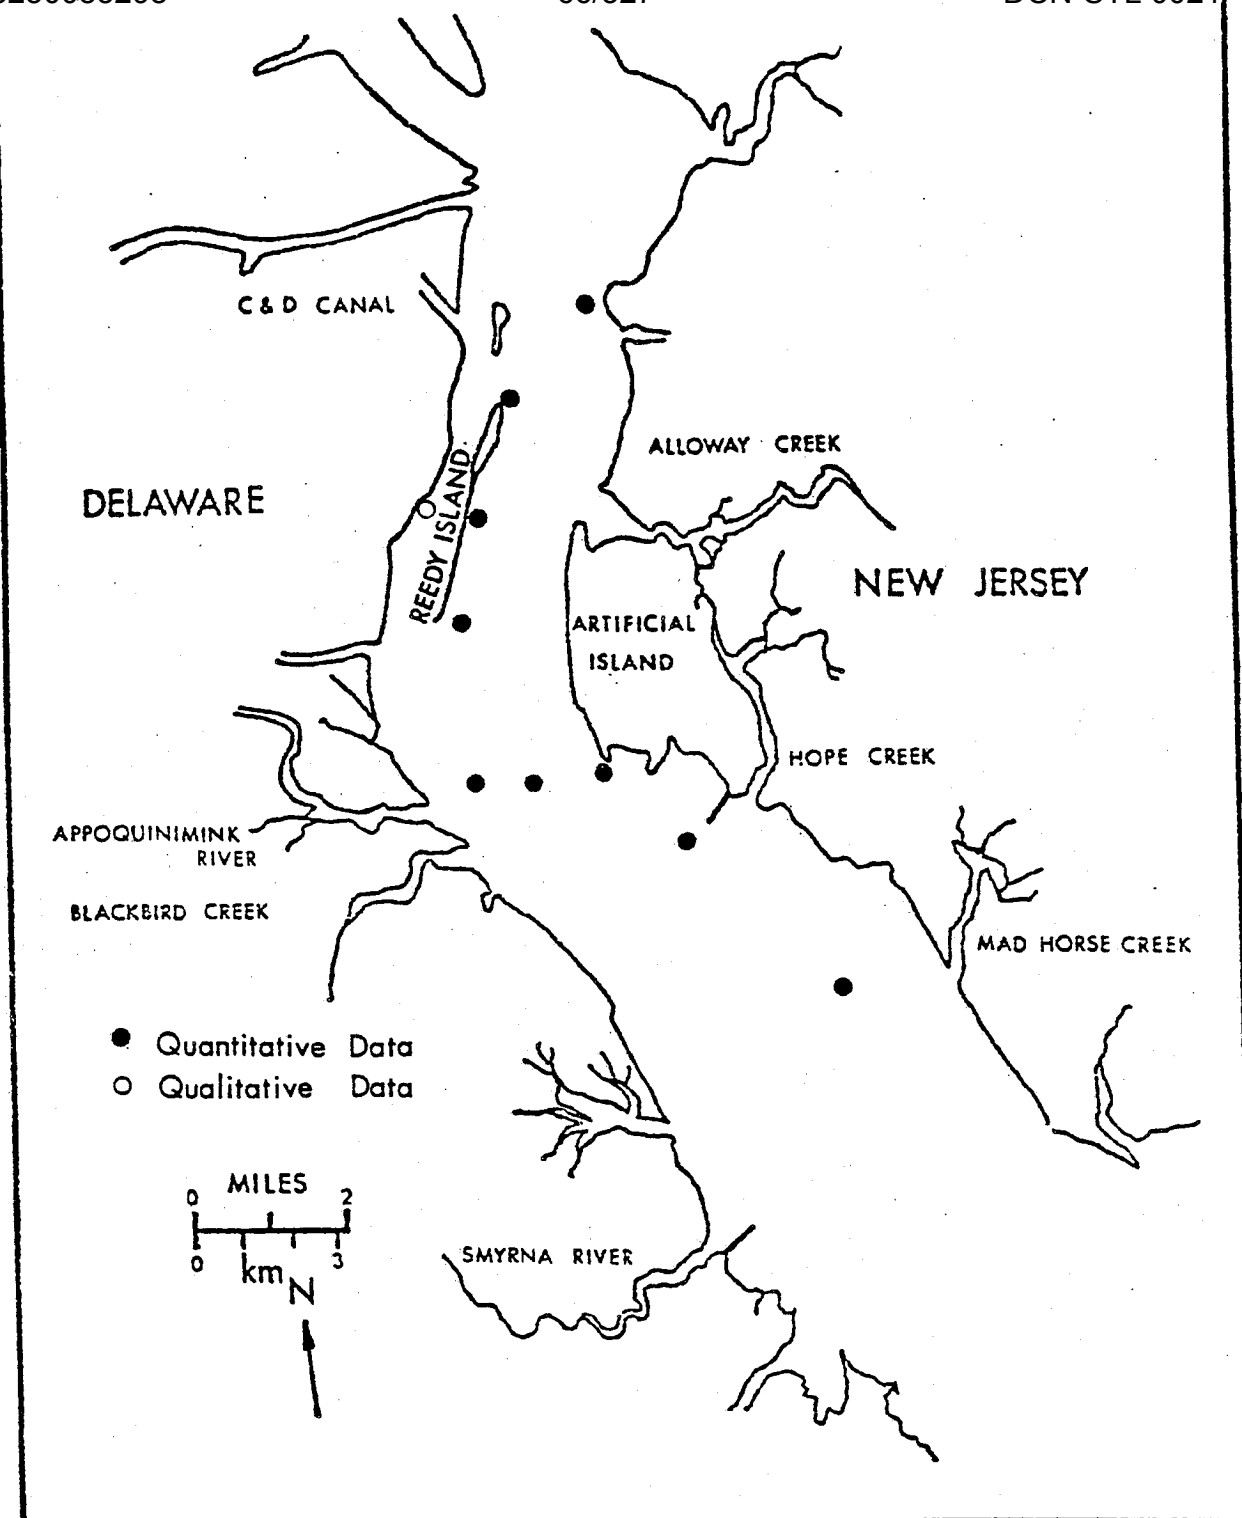 C & D CANAL
ALLOWAY CREEK
DELAWARE
REEDY ISLAND
NEW JERSEY
ARTIFICIAL
ISLAND
HOPE CREEK
APPOQUINIMINK
RIVER
BLACKBIRD CREEK
MAD HORSE CREEK
Quantitative Data
Qualitative Data
MILES
0 2
0 3
km
N
SMYRNA RIVER